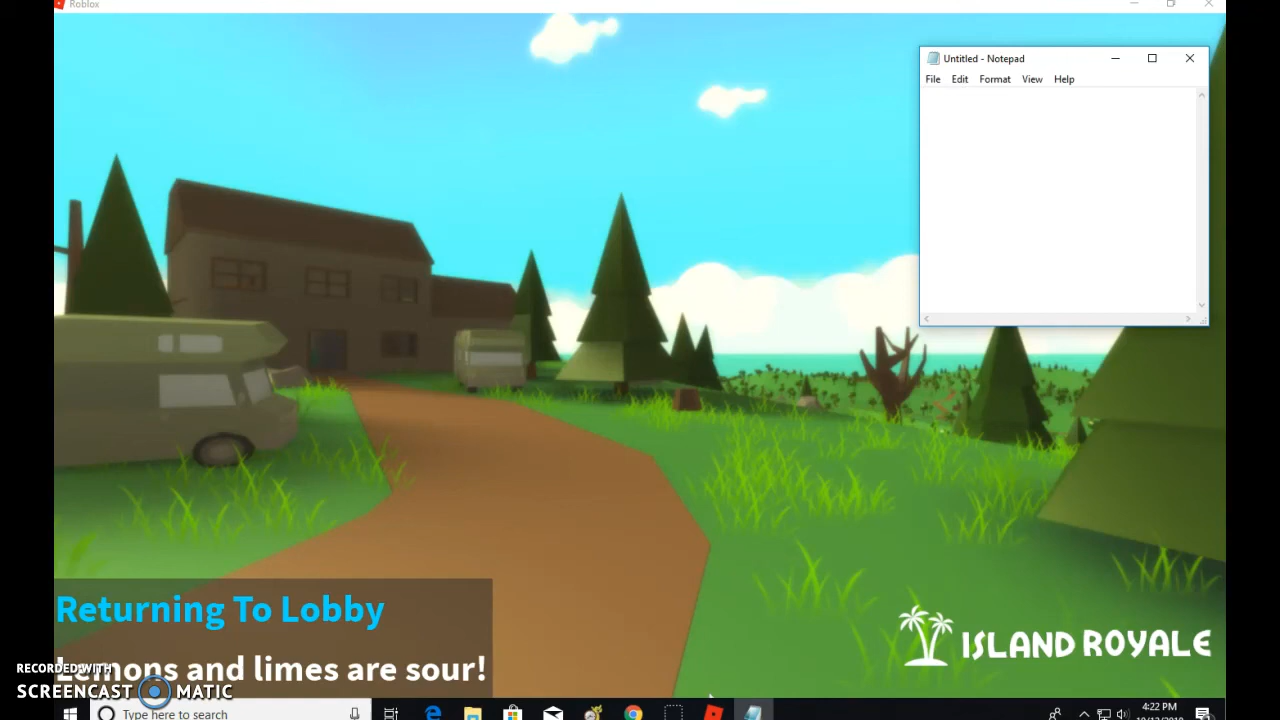 Roblox
Untitled - Notepad
File Edit Format View Help
Returning To Lobby
Lemons and limes are sour!
ISLAND ROYALE
RECORDED WITH
SCREENCAST MATIC
Type here to search
4:22 PM